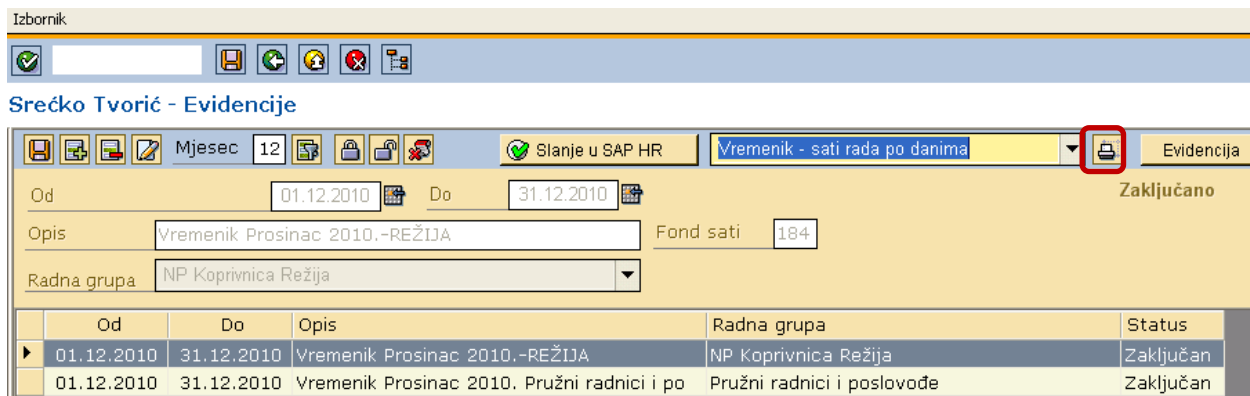 Izbornik
Srećko Tvorić - Evidencije
Mjesec 12 Slanje u SAP HR Vremenik - sati rada po danima Evidencija
Od 01.12.2010 Do 31.12.2010 Zaključano
Opis Vremenik Prosinac 2010.-REŽIJA Fond sati 184
Radna grupa NP Koprivnica Režija
Od Do Opis Radna grupa Status
01.12.2010 31.12.2010 Vremenik Prosinac 2010.-REŽIJA NP Koprivnica Režija Zaključan
01.12.2010 31.12.2010 Vremenik Prosinac 2010. Pružni radnici i po Pružni radnici i poslovođe Zaključan